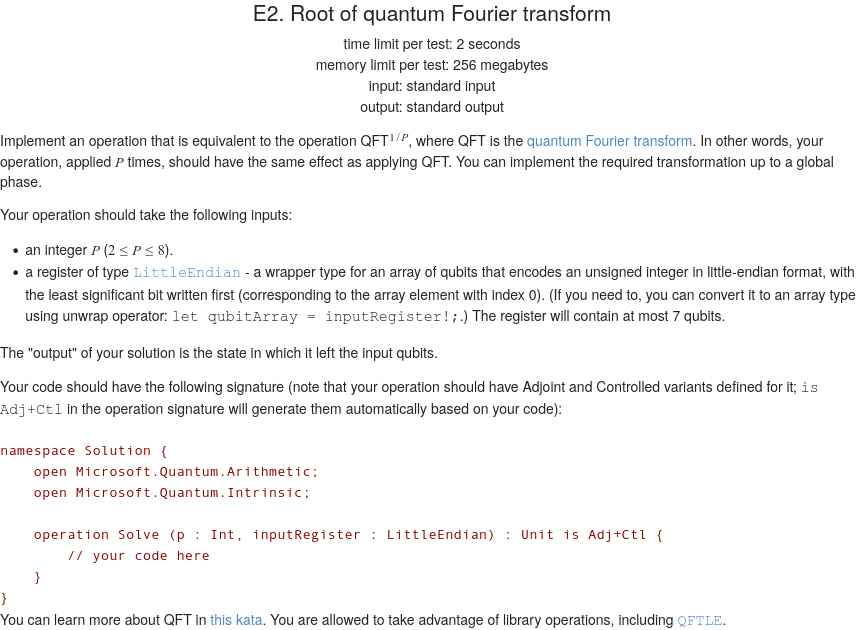 E2. Root of quantum Fourier transform
time limit per test: 2 seconds
memory limit per test: 256 megabytes
input: standard input
output: standard output
Implement an operation that is equivalent to the operation QFT^{1/P}, where QFT is the quantum Fourier transform. In other words, your
operation, applied P times, should have the same effect as applying QFT. You can implement the required transformation up to a global
phase.
Your operation should take the following inputs:
• an integer P (2 ≤ P ≤ 8).
• a register of type LittleEndian - a wrapper type for an array of qubits that encodes an unsigned integer in little-endian format, with
the least significant bit written first (corresponding to the array element with index 0). (If you need to, you can convert it to an array type
using unwrap operator: let qubitArray = inputRegister!;.) The register will contain at most 7 qubits.
The "output" of your solution is the state in which it left the input qubits.
Your code should have the following signature (note that your operation should have Adjoint and Controlled variants defined for it; is
Adj+Ctl in the operation signature will generate them automatically based on your code):
namespace Solution {
    open Microsoft.Quantum.Arithmetic;
    open Microsoft.Quantum.Intrinsic;
    operation Solve (p : Int, inputRegister : LittleEndian) : Unit is Adj+Ctl {
        // your code here
    }
}
You can learn more about QFT in this kata. You are allowed to take advantage of library operations, including QFTLE.